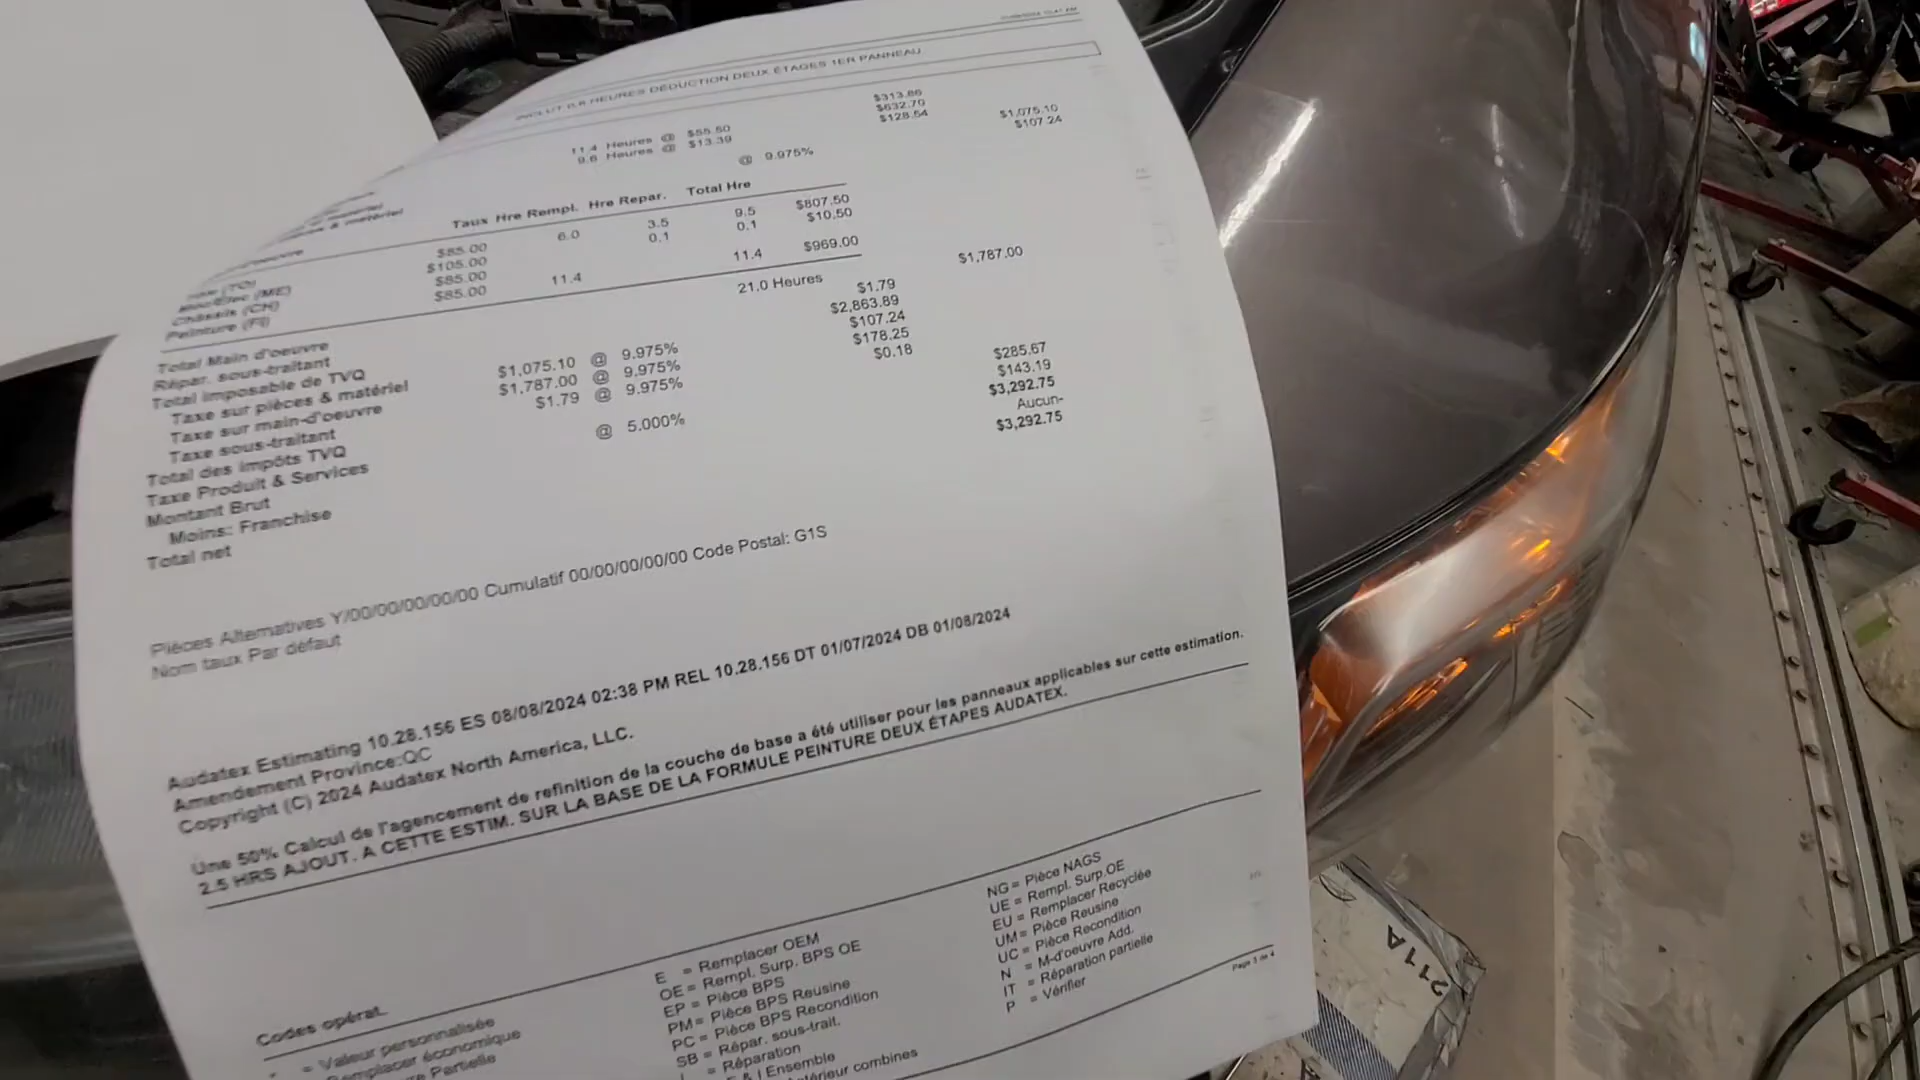 INCLUT 0.8 HEURES DÉDUCTION DEUX ÉTAGES 1ER PANNEAU
$313.86
11.4 Heures @ $55.50 $632.70 $1,075.10
9.6 Heures @ $13.39 $128.54 $107.24
@ 9.975%
Taux Hre Rempl. Hre Repar. Total Hre
$85.00 6.0 3.5 9.5 $807.50
$105.00 0.1 0.1 $10.50
Châssis (CH) $85.00
Peinture (FI) $85.00 11.4 11.4 $969.00
Total Main d'oeuvre 21.0 Heures $1,787.00
Répar. sous-traitant $1.79
Total imposable de TVQ $2,863.89
Taxe sur pièces & matériel $1,075.10 @ 9.975% $107.24
Taxe sur main-d'oeuvre $1,787.00 @ 9.975% $178.25
Taxe sous-traitant $1.79 @ 9.975% $0.18
Total des impôts TVQ $285.67
Taxe Produit & Services @ 5.000% $143.19
Montant Brut $3,292.75
Moins: Franchise Aucun-
Total net $3,292.75
Pièces Alternatives Y/00/00/00/00/00 Cumulatif 00/00/00/00/00 Code Postal: G1S
Nom taux Par défaut
Audatex Estimating 10.28.156 ES 08/08/2024 02:38 PM REL 10.28.156 DT 01/07/2024 DB 01/08/2024
Amendement Province:QC
Copyright (C) 2024 Audatex North America, LLC.
Une 50% Calcul de l'agencement de refinition de la couche de base a été utiliser pour les panneaux applicables sur cette estimation.
2.5 HRS AJOUT. A CETTE ESTIM. SUR LA BASE DE LA FORMULE PEINTURE DEUX ÉTAPES AUDATEX.
Codes opérat.
= Valeur personnalisée
Remplacer économique
Partielle
E = Remplacer OEM
OE = Rempl. Surp. BPS OE
EP = Pièce BPS
PM = Pièce BPS Reusine
PC = Pièce BPS Recondition
SB = Répar. sous-trait.
= Réparation
& I Ensemble
combines
NG = Pièce NAGS
UE = Rempl. Surp.OE
EU = Remplacer Recyclée
UM = Pièce Reusine
UC = Pièce Recondition
N = M-d'oeuvre Add.
IT = Réparation partielle
P = Vérifier
Page 3 de 4
211A